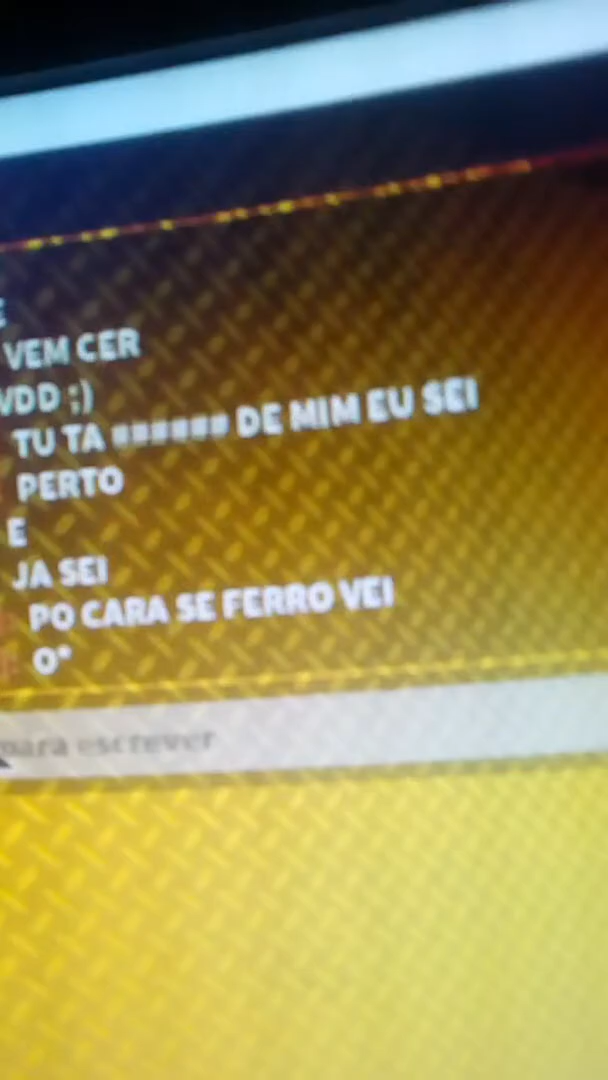 E
VEM CER
VDD ;)
TU TA ###### DE MIM EU SEI
PERTO
E
JA SEI
PO CARA SE FERRO VEI
O"
para escrever